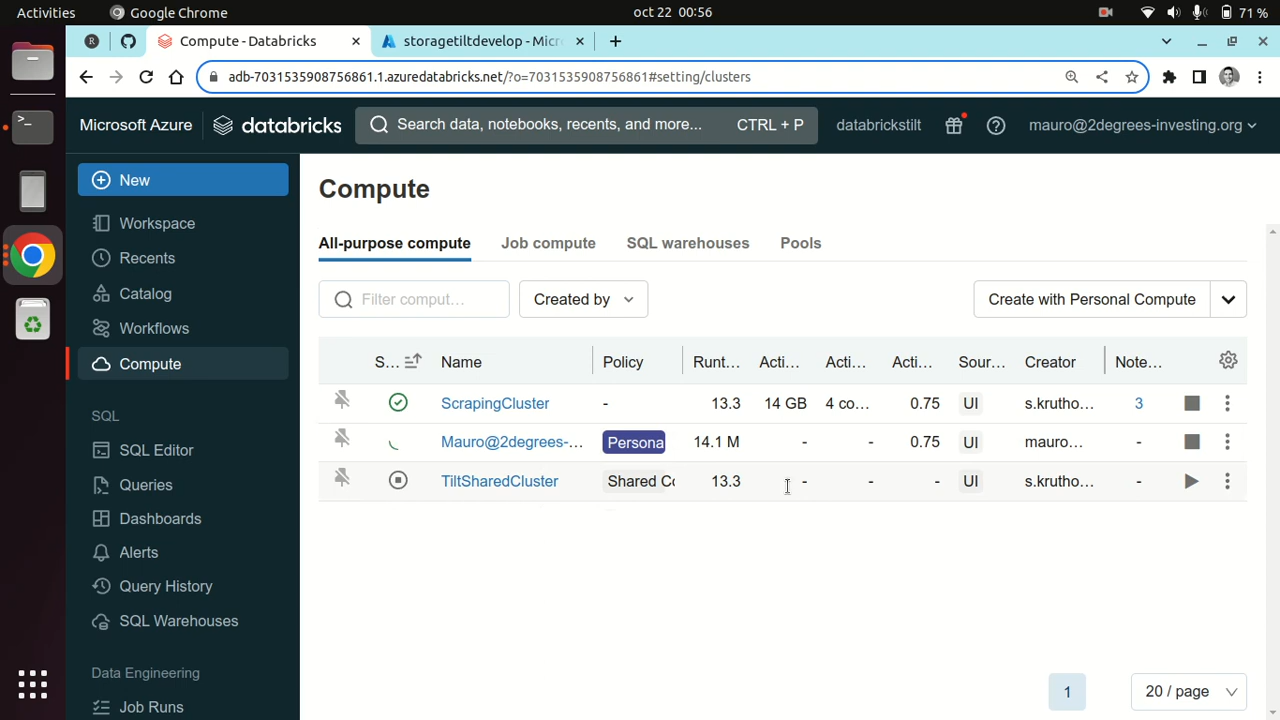 Activities Google Chrome oct 22 00:56 71 %
Compute - Databricks storagetiltdevelop - Micr
adb-7031535908756861.1.azuredatabricks.net/?o=7031535908756861#setting/clusters
Microsoft Azure databricks Search data, notebooks, recents, and more... CTRL + P databrickstilt mauro@2degrees-investing.org
New
Workspace
Recents
Catalog
Workflows
Compute
SQL
SQL Editor
Queries
Dashboards
Alerts
Query History
SQL Warehouses
Data Engineering
Job Runs
Compute
All-purpose compute Job compute SQL warehouses Pools
Filter comput... Created by Create with Personal Compute
S... Name Policy Runt... Acti... Acti... Acti... Sour... Creator Note...
ScrapingCluster - 13.3 14 GB 4 co... 0.75 UI s.krutho... 3
Mauro@2degrees-... Persona 14.1 M - - 0.75 UI mauro... -
TiltSharedCluster Shared Co 13.3 - - - UI s.krutho... -
1 20 / page